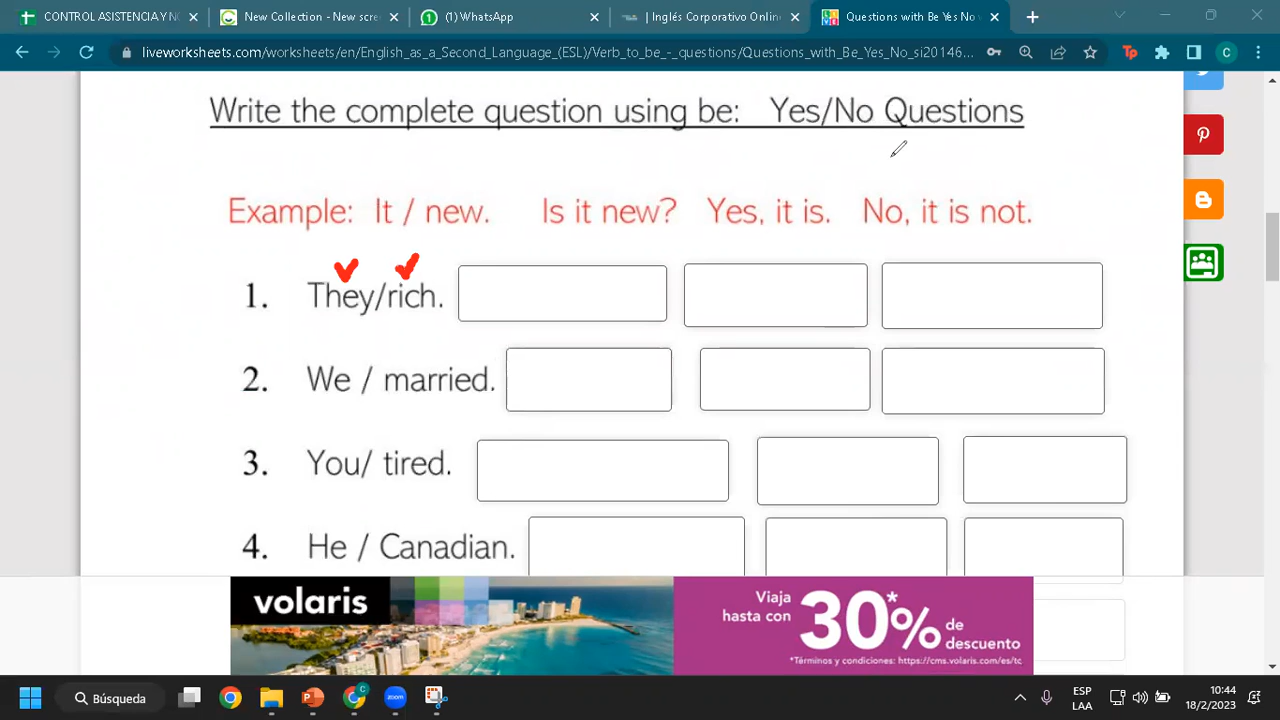 CONTROL ASISTACI Y NO
New Collection - New scre
(1) WhatsApp
| Inglés Corporativo Online
Questions with Be Yes No
liveworksheets.com/worksheets/en/English_as_a_Second_Language_(ESL)/Verb_to_be_-_questions/Questions_with_Be_Yes_No_si20146...
C
Write the complete question using be: Yes/No Questions
Example: It / new. Is it new? Yes, it is. No, it is not.
1. They/rich.
2. We / married.
3. You/ tired.
4. He / Canadian.
volaris
Viaja hasta con
30%*
de descuento
*Términos y condiciones: https://cms.volaris.com/es/tc
Búsqueda
zoom
ESP
LAA
10:44
18/2/2023